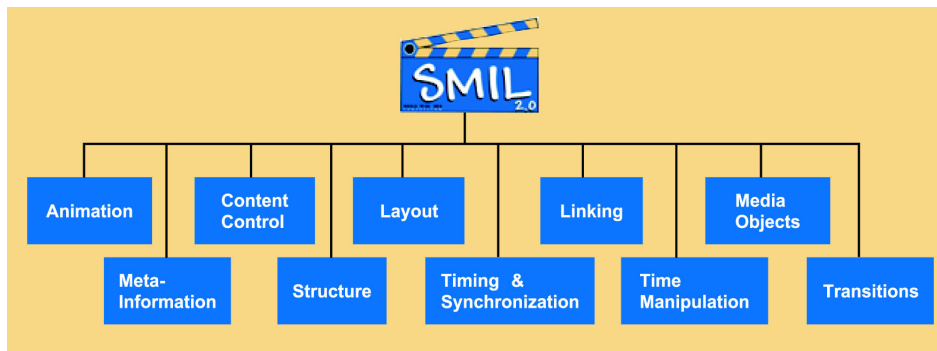 SMIL
2.0
Animation
Content
Control
Layout
Linking
Media
Objects
Meta-
Information
Structure
Timing &
Synchronization
Time
Manipulation
Transitions